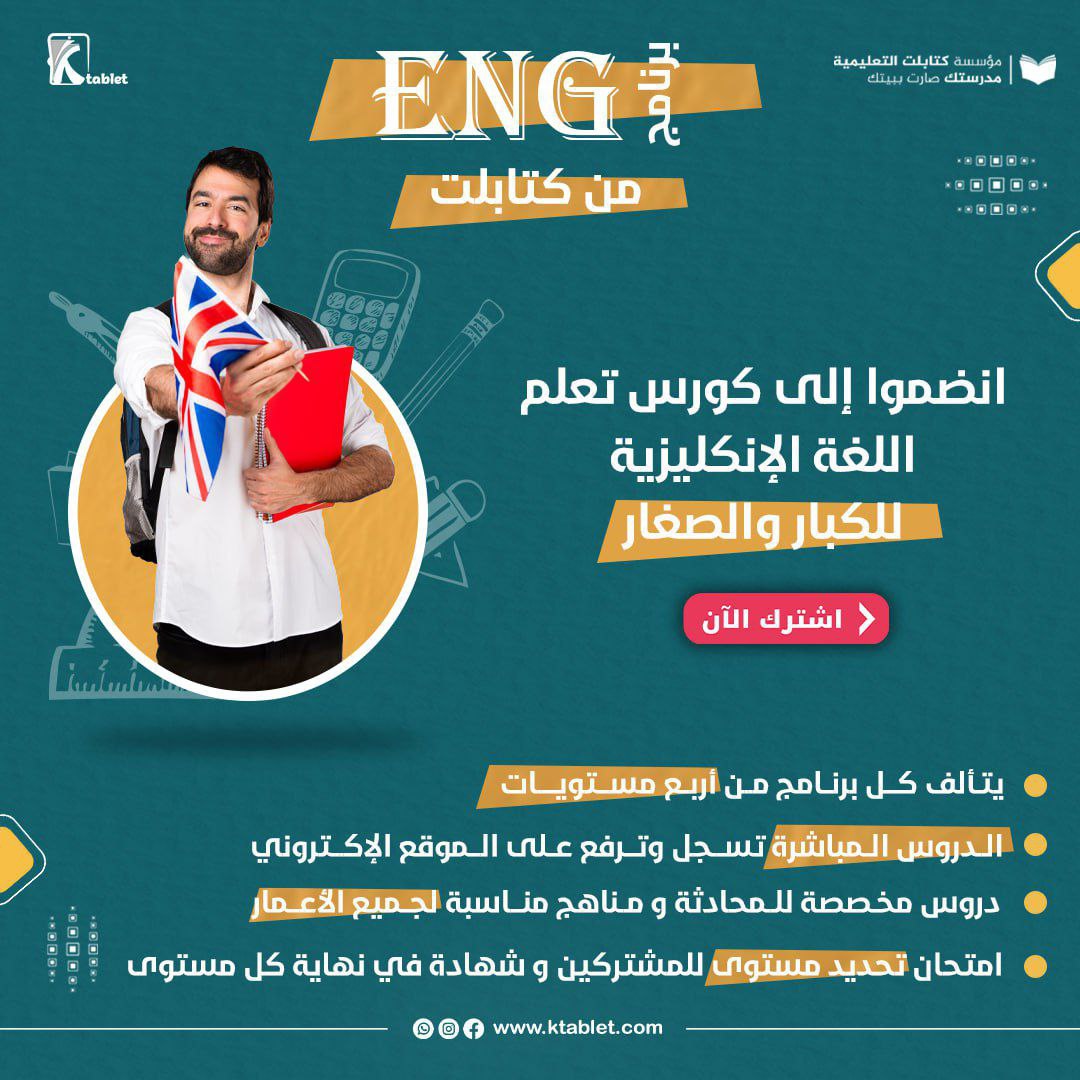 Ktablet
مؤسسة كتابلت التعليمية
مدرستك صارت ببيتك
برنامج ENG
من كتابلت
انضموا إلى كورس تعلم
اللغة الإنكليزية
للكبار والصغار
اشترك الآن
يتألف كل برنامج من أربع مستويات
الدروس المباشرة تسجل وترفع على الموقع الإكتروني
دروس مخصصة للمحادثة و مناهج مناسبة لجميع الأعمار
امتحان تحديد مستوى للمشتركين و شهادة في نهاية كل مستوى
www.ktablet.com